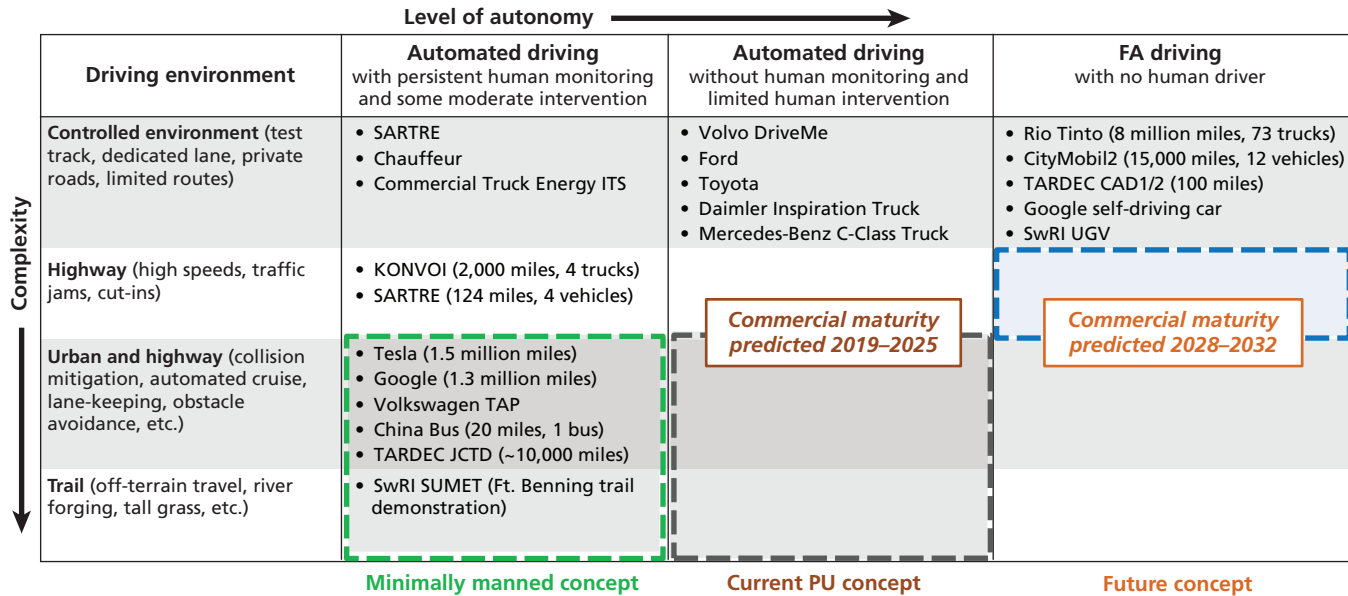 Level of autonomy
Complexity
Driving environment
Automated driving
with persistent human monitoring
and some moderate intervention
Automated driving
without human monitoring and
limited human intervention
FA driving
with no human driver
Controlled environment (test
track, dedicated lane, private
roads, limited routes)
• SARTRE
• Chauffeur
• Commercial Truck Energy ITS
• Volvo DriveMe
• Ford
• Toyota
• Daimler Inspiration Truck
• Mercedes-Benz C-Class Truck
• Rio Tinto (8 million miles, 73 trucks)
• CityMobil2 (15,000 miles, 12 vehicles)
• TARDEC CAD1/2 (100 miles)
• Google self-driving car
• SwRI UGV
Highway (high speeds, traffic
jams, cut-ins)
• KONVOI (2,000 miles, 4 trucks)
• SARTRE (124 miles, 4 vehicles)
Commercial maturity
predicted 2019–2025
Commercial maturity
predicted 2028–2032
Urban and highway (collision
mitigation, automated cruise,
lane-keeping, obstacle
avoidance, etc.)
• Tesla (1.5 million miles)
• Google (1.3 million miles)
• Volkswagen TAP
• China Bus (20 miles, 1 bus)
• TARDEC JCTD (~10,000 miles)
Trail (off-terrain travel, river
forging, tall grass, etc.)
• SwRI SUMET (Ft. Benning trail
demonstration)
Minimally manned concept
Current PU concept
Future concept